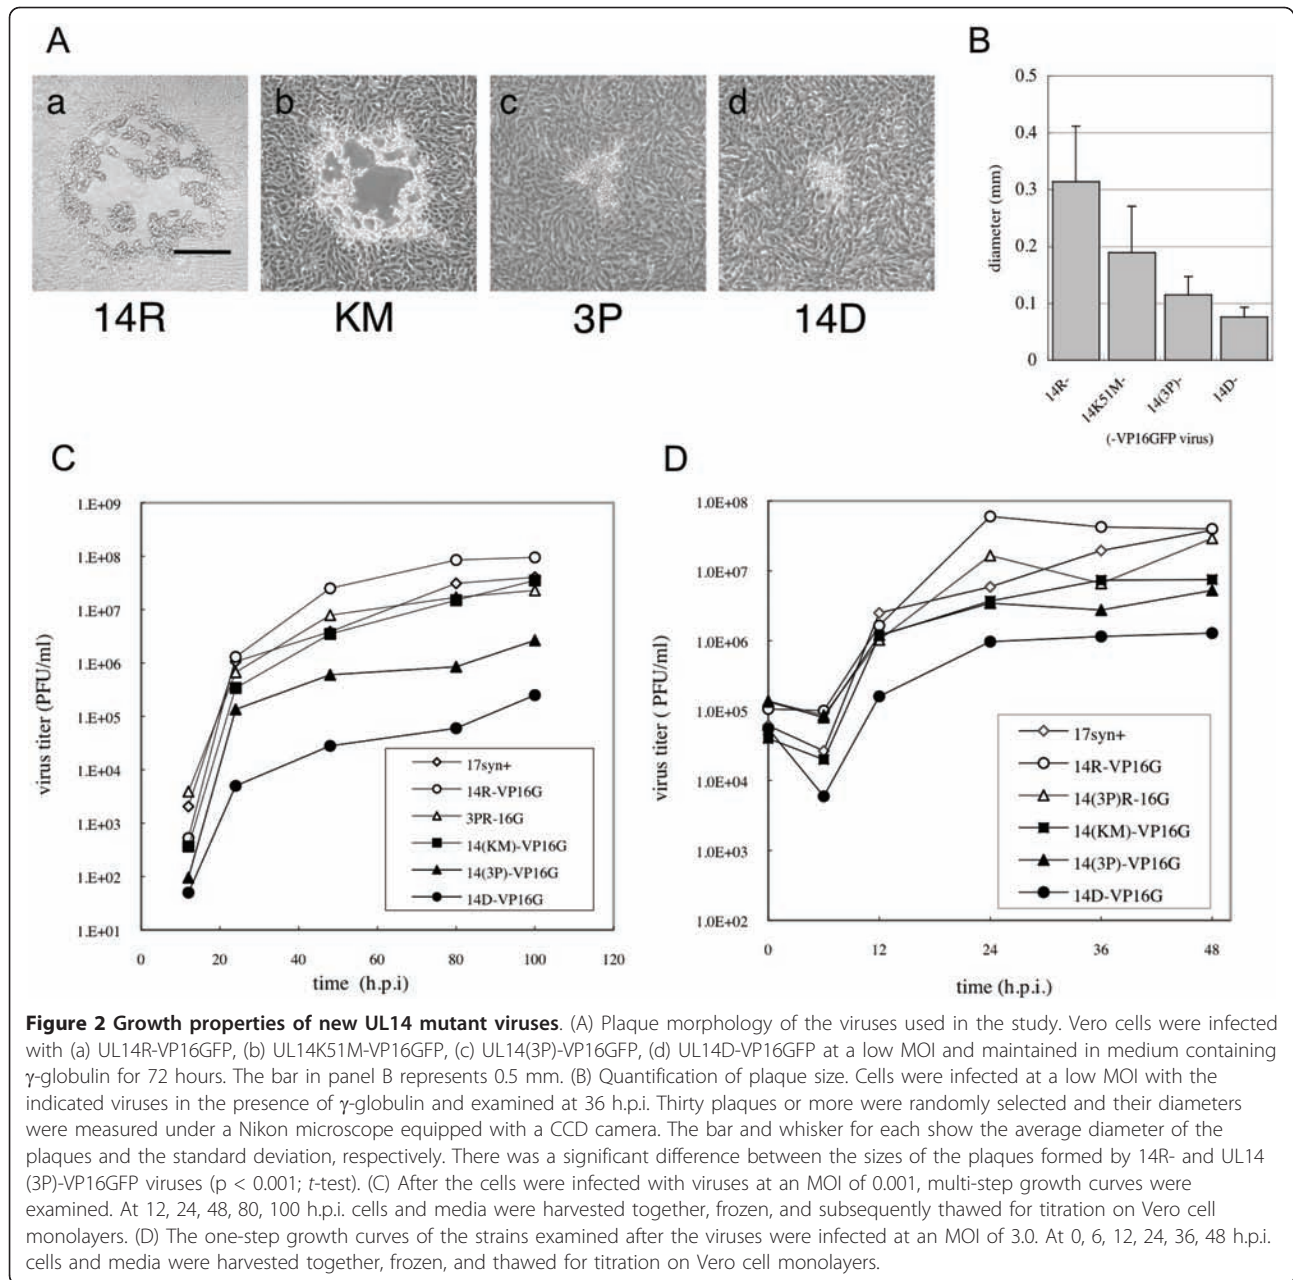 A
a
b
c
d
14R
KM
3P
14D
B
0.5
0.4
0.3
0.2
0.1
0
diameter (mm)
14R-
14K51M-
14(3P)-
14D-
(-VP16GFP virus)
C
1.E+09
1.E+08
1.E+07
1.E+06
1.E+05
1.E+04
1.E+03
1.E+02
1.E+01
virus titer (PFU/ml)
0 20 40 60 80 100 120
time (h.p.i)
17syn+
14R-VP16G
3PR-16G
14(KM)-VP16G
14(3P)-VP16G
14D-VP16G
D
1.0E+08
1.0E+07
1.0E+06
1.0E+05
1.0E+04
1.0E+03
1.0E+02
virus titer ( PFU/ml)
0 12 24 36 48
time (h.p.i.)
17syn+
14R-VP16G
14(3P)R-16G
14(KM)-VP16G
14(3P)-VP16G
14D-VP16G
Figure 2 Growth properties of new UL14 mutant viruses. (A) Plaque morphology of the viruses used in the study. Vero cells were infected
with (a) UL14R-VP16GFP, (b) UL14K51M-VP16GFP, (c) UL14(3P)-VP16GFP, (d) UL14D-VP16GFP at a low MOI and maintained in medium containing
γ-globulin for 72 hours. The bar in panel B represents 0.5 mm. (B) Quantification of plaque size. Cells were infected at a low MOI with the
indicated viruses in the presence of γ-globulin and examined at 36 h.p.i. Thirty plaques or more were randomly selected and their diameters
were measured under a Nikon microscope equipped with a CCD camera. The bar and whisker for each show the average diameter of the
plaques and the standard deviation, respectively. There was a significant difference between the sizes of the plaques formed by 14R- and UL14
(3P)-VP16GFP viruses (p < 0.001; t-test). (C) After the cells were infected with viruses at an MOI of 0.001, multi-step growth curves were
examined. At 12, 24, 48, 80, 100 h.p.i. cells and media were harvested together, frozen, and subsequently thawed for titration on Vero cell
monolayers. (D) The one-step growth curves of the strains examined after the viruses were infected at an MOI of 3.0. At 0, 6, 12, 24, 36, 48 h.p.i.
cells and media were harvested together, frozen, and thawed for titration on Vero cell monolayers.